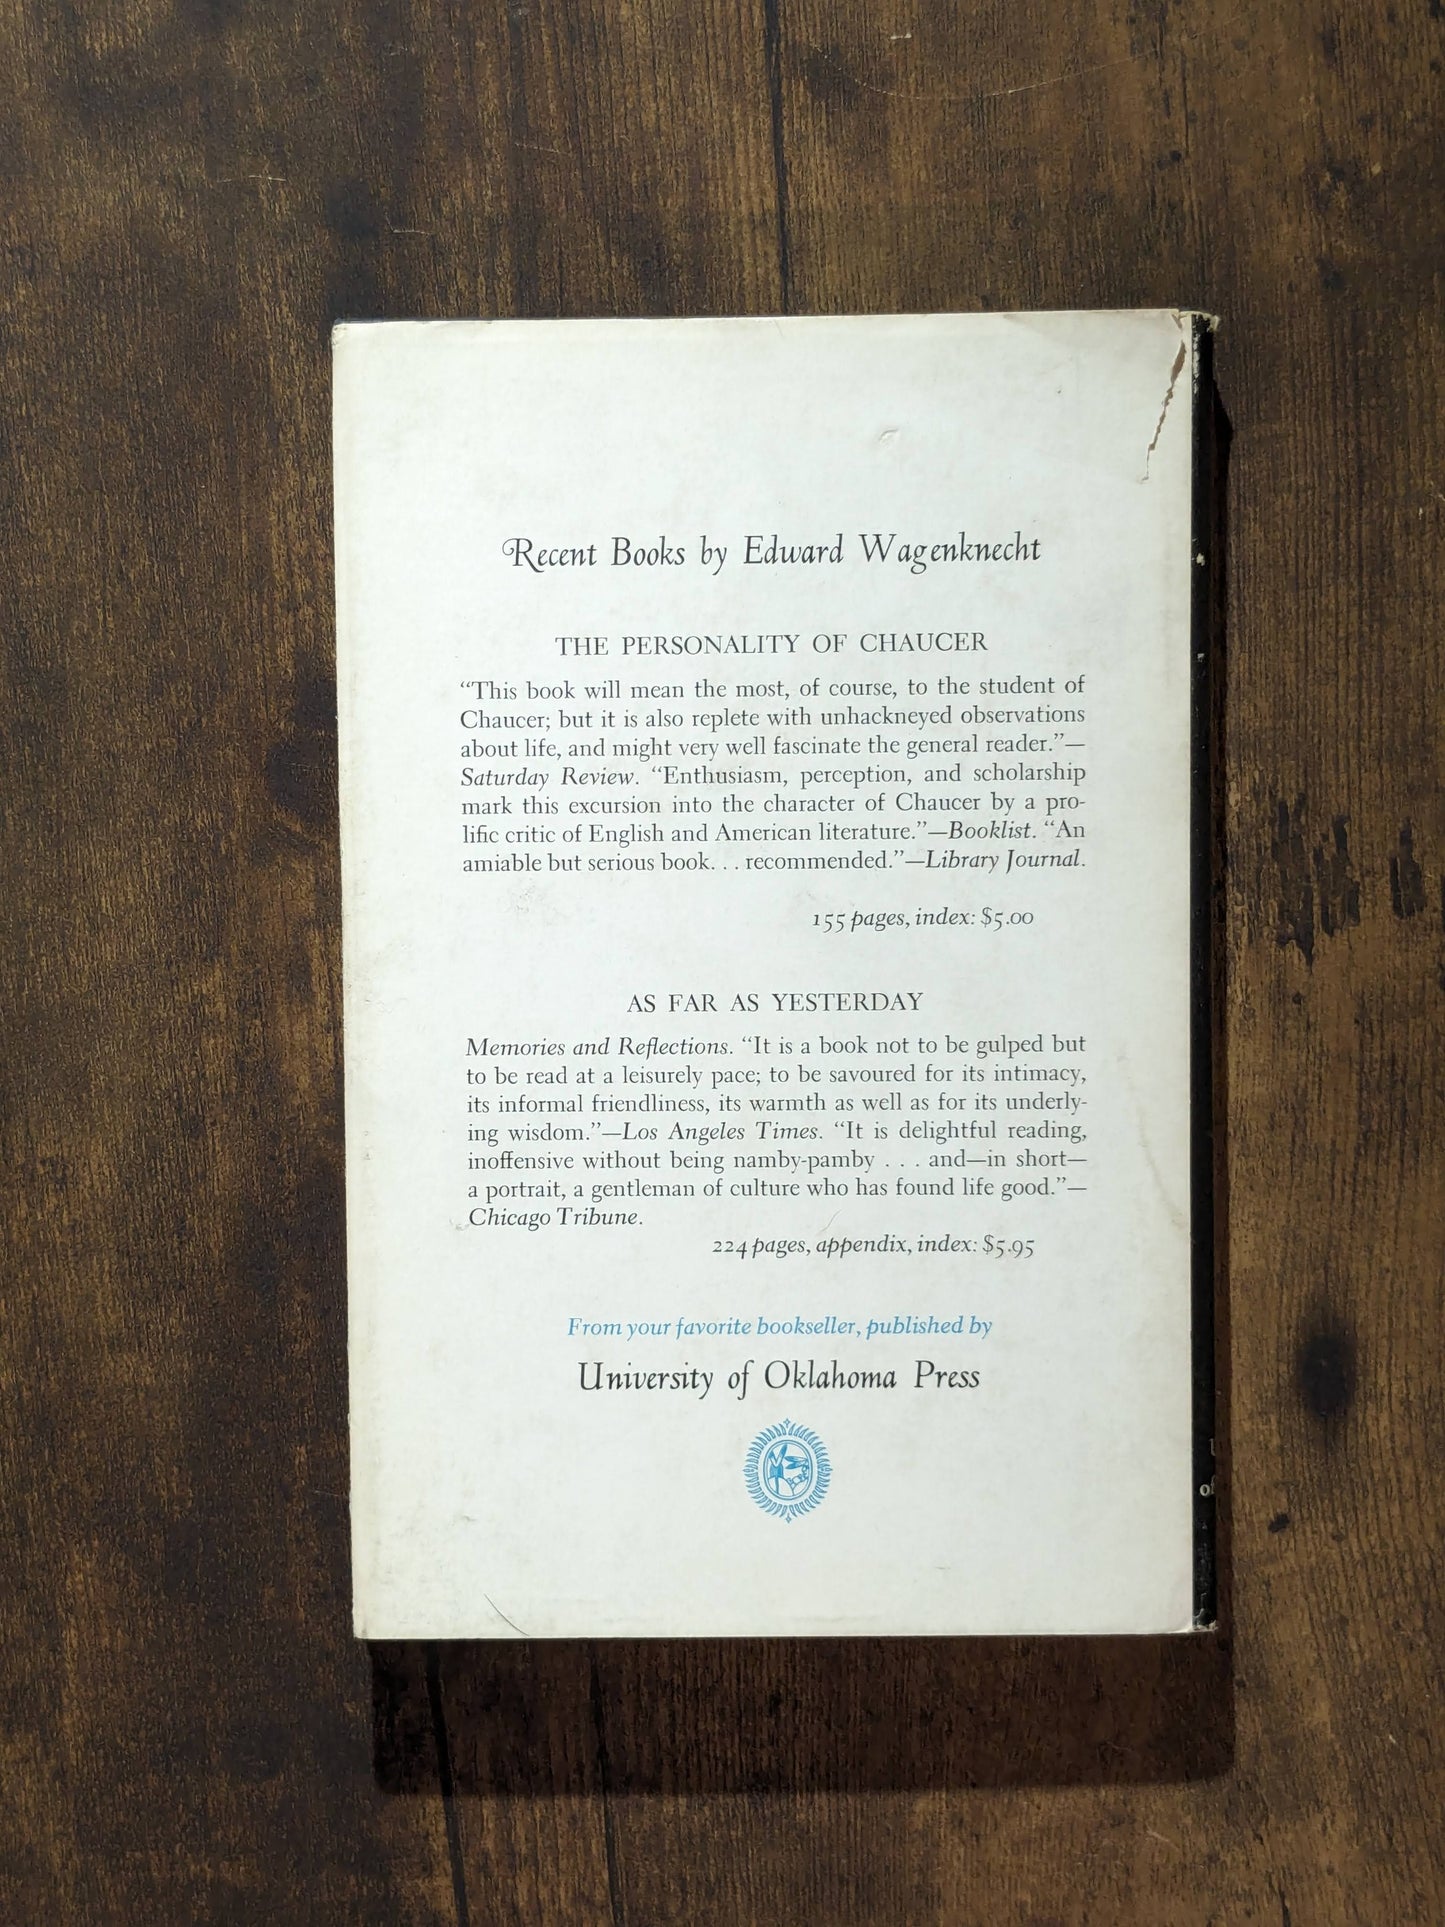 Recent Books by Edward Wagenknecht
THE PERSONALITY OF CHAUCER
“This book will mean the most, of course, to the student of
Chaucer; but it is also replete with unhackneyed observations
about life, and might very well fascinate the general reader.”—
Saturday Review. “Enthusiasm, perception, and scholarship
mark this excursion into the character of Chaucer by a pro-
lific critic of English and American literature.”—Booklist. “An
amiable but serious book. . . recommended.”—Library Journal.
155 pages, index: $5.00
AS FAR AS YESTERDAY
Memories and Reflections. “It is a book not to be gulped but
to be read at a leisurely pace; to be savoured for its intimacy,
its informal friendliness, its warmth as well as for its underly-
ing wisdom.”—Los Angeles Times. “It is delightful reading,
inoffensive without being namby-pamby . . . and—in short—
a portrait, a gentleman of culture who has found life good.”—
Chicago Tribune.
224 pages, appendix, index: $5.95
From your favorite bookseller, published by
University of Oklahoma Press